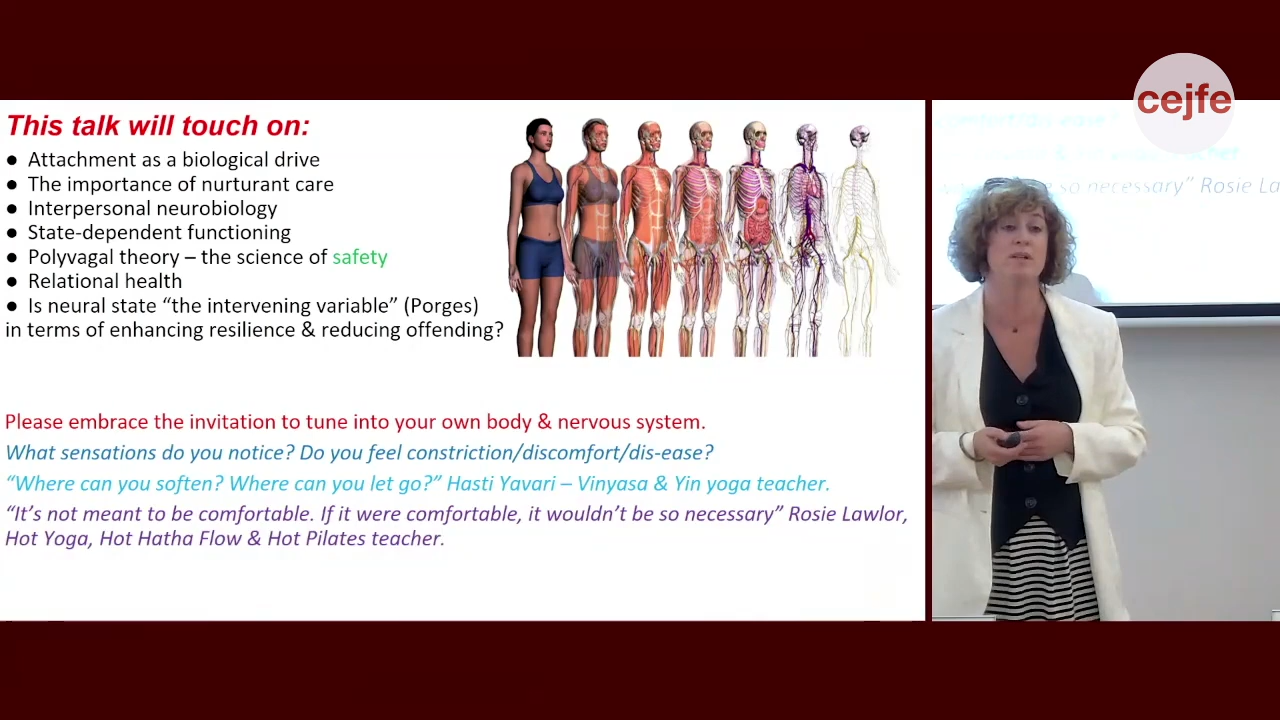 cejfe
This talk will touch on:
● Attachment as a biological drive
● The importance of nurturant care
● Interpersonal neurobiology
● State-dependent functioning
● Polyvagal theory – the science of safety
● Relational health
● Is neural state “the intervening variable” (Porges)
in terms of enhancing resilience & reducing offending?
Please embrace the invitation to tune into your own body & nervous system.
What sensations do you notice? Do you feel constriction/discomfort/dis-ease?
“Where can you soften? Where can you let go?” Hasti Yavari – Vinyasa & Yin yoga teacher.
“It’s not meant to be comfortable. If it were comfortable, it wouldn’t be so necessary” Rosie Lawlor,
Hot Yoga, Hot Hatha Flow & Hot Pilates teacher.
so necessary” Rosie La